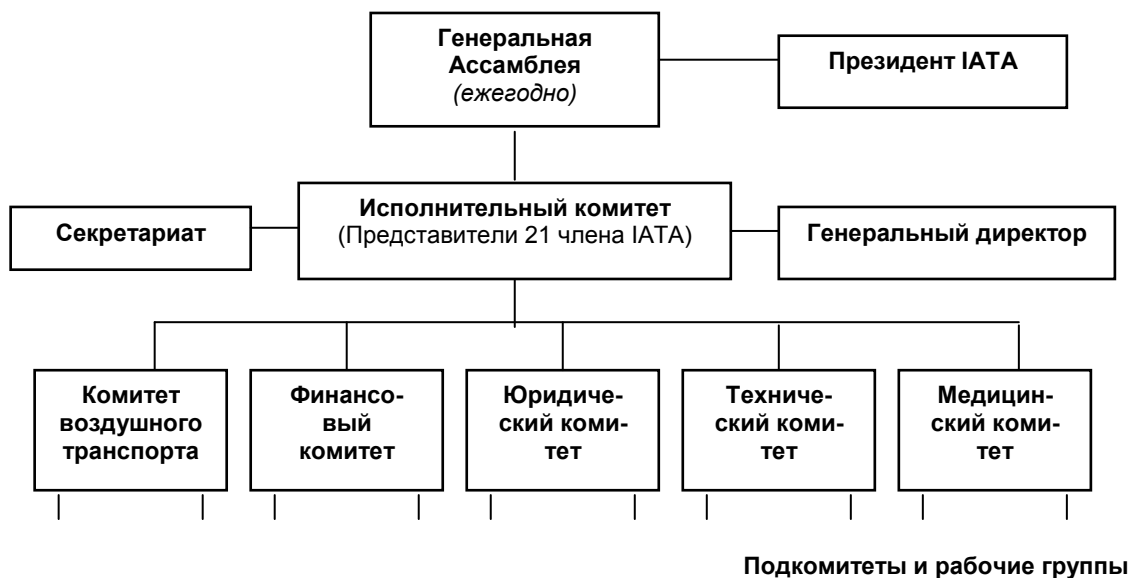 Генеральная
Ассамблея
(ежегодно)
Президент IATA
Исполнительный комитет
(Представители 21 члена IATA)
Секретариат
Генеральный директор
Комитет
воздушного
транспорта
Финансо-
вый
комитет
Юридиче-
ский коми-
тет
Техниче-
ский коми-
тет
Медицин-
ский коми-
тет
Подкомитеты и рабочие группы